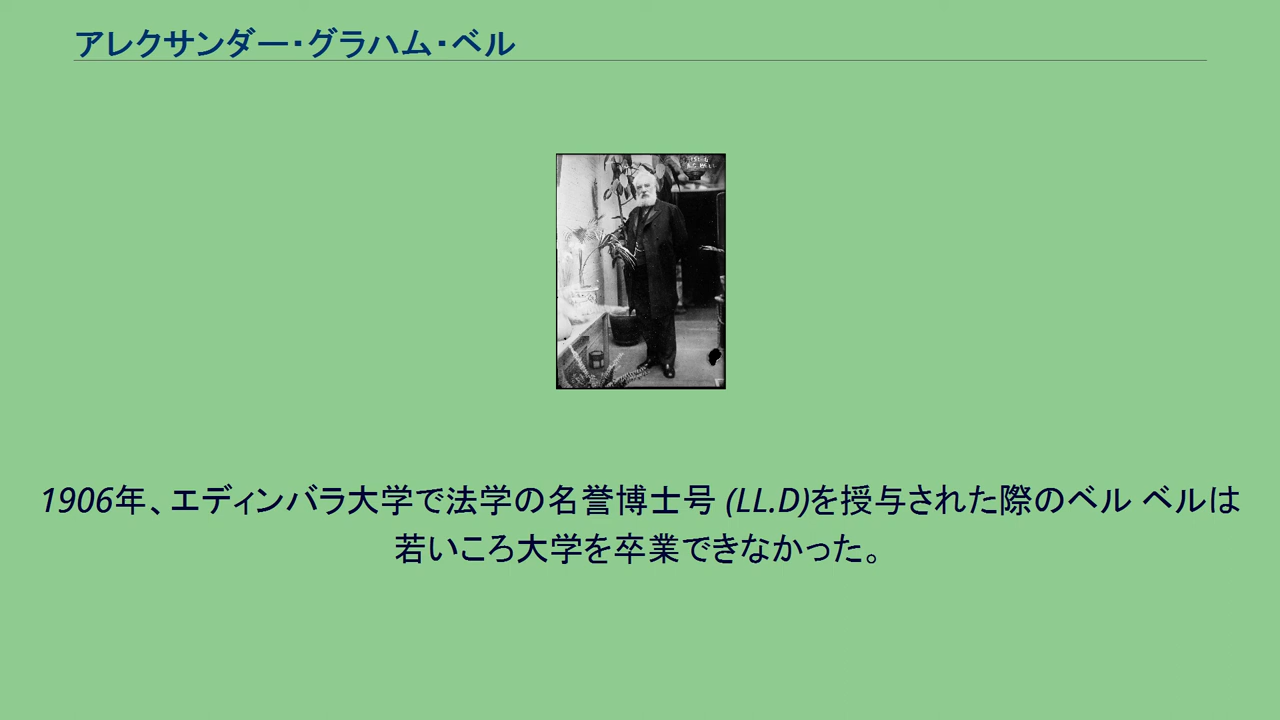 アレクサンダー・グラハム・ベル
1906年、エディンバラ大学で法学の名誉博士号 (LL.D)を授与された際のベル ベルは
若いころ大学を卒業できなかった。